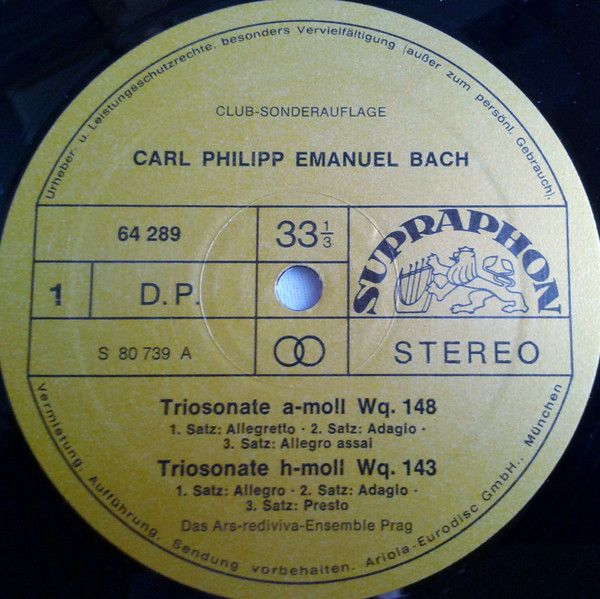 Urheber- u. Leistungsschutzrechte, besonders Vervielfältigung (außer zum persönl. Gebrauch),
CLUB-SONDERAUFLAGE
CARL PHILIPP EMANUEL BACH
64 289
33 1/3
SUPRAPHON
1
D.P.
S 80 739 A
STEREO
Triosonate a-moll Wq. 148
1. Satz: Allegretto · 2. Satz: Adagio ·
3. Satz: Allegro assai
Triosonate h-moll Wq. 143
1. Satz: Allegro · 2. Satz: Adagio ·
3. Satz: Presto
Das Ars-rediviva-Ensemble Prag
Vermietung, Aufführung, Sendung vorbehalten. Ariola-Eurodisc GmbH., München